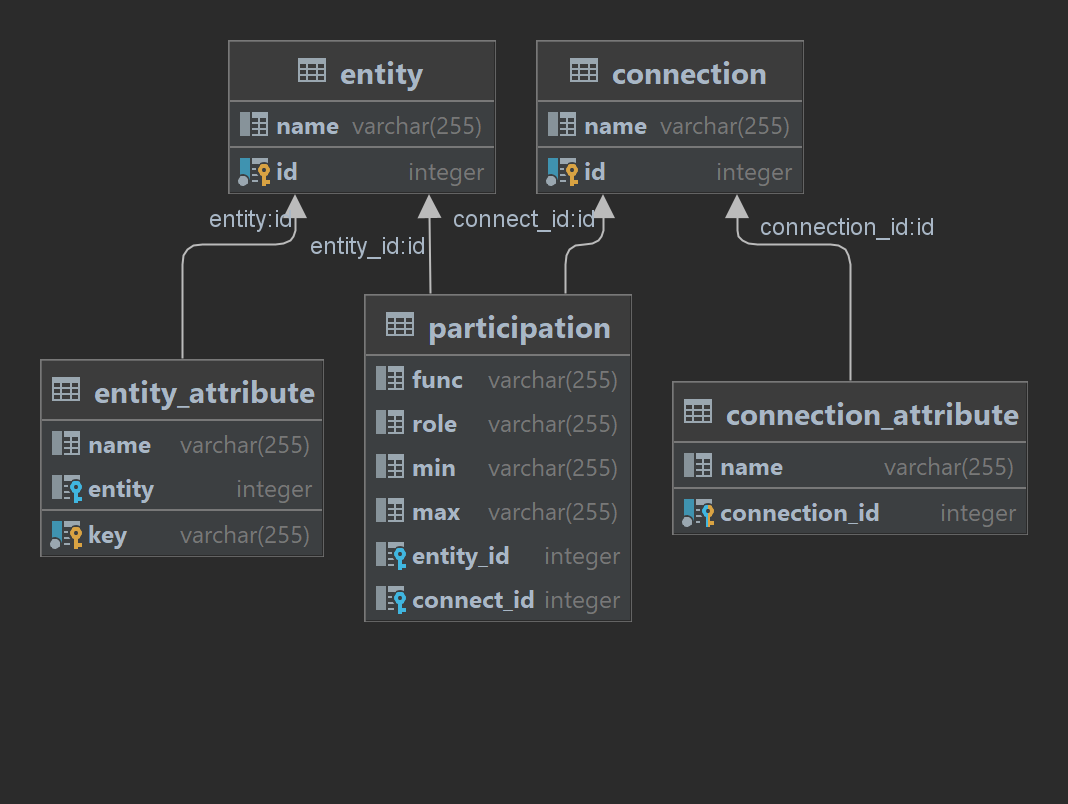 entity
name varchar(255)
id integer
connection
name varchar(255)
id integer
entity:id
entity_id:id
connect_id:id
connection_id:id
entity_attribute
name varchar(255)
entity integer
key varchar(255)
participation
func varchar(255)
role varchar(255)
min varchar(255)
max varchar(255)
entity_id integer
connect_id integer
connection_attribute
name varchar(255)
connection_id integer